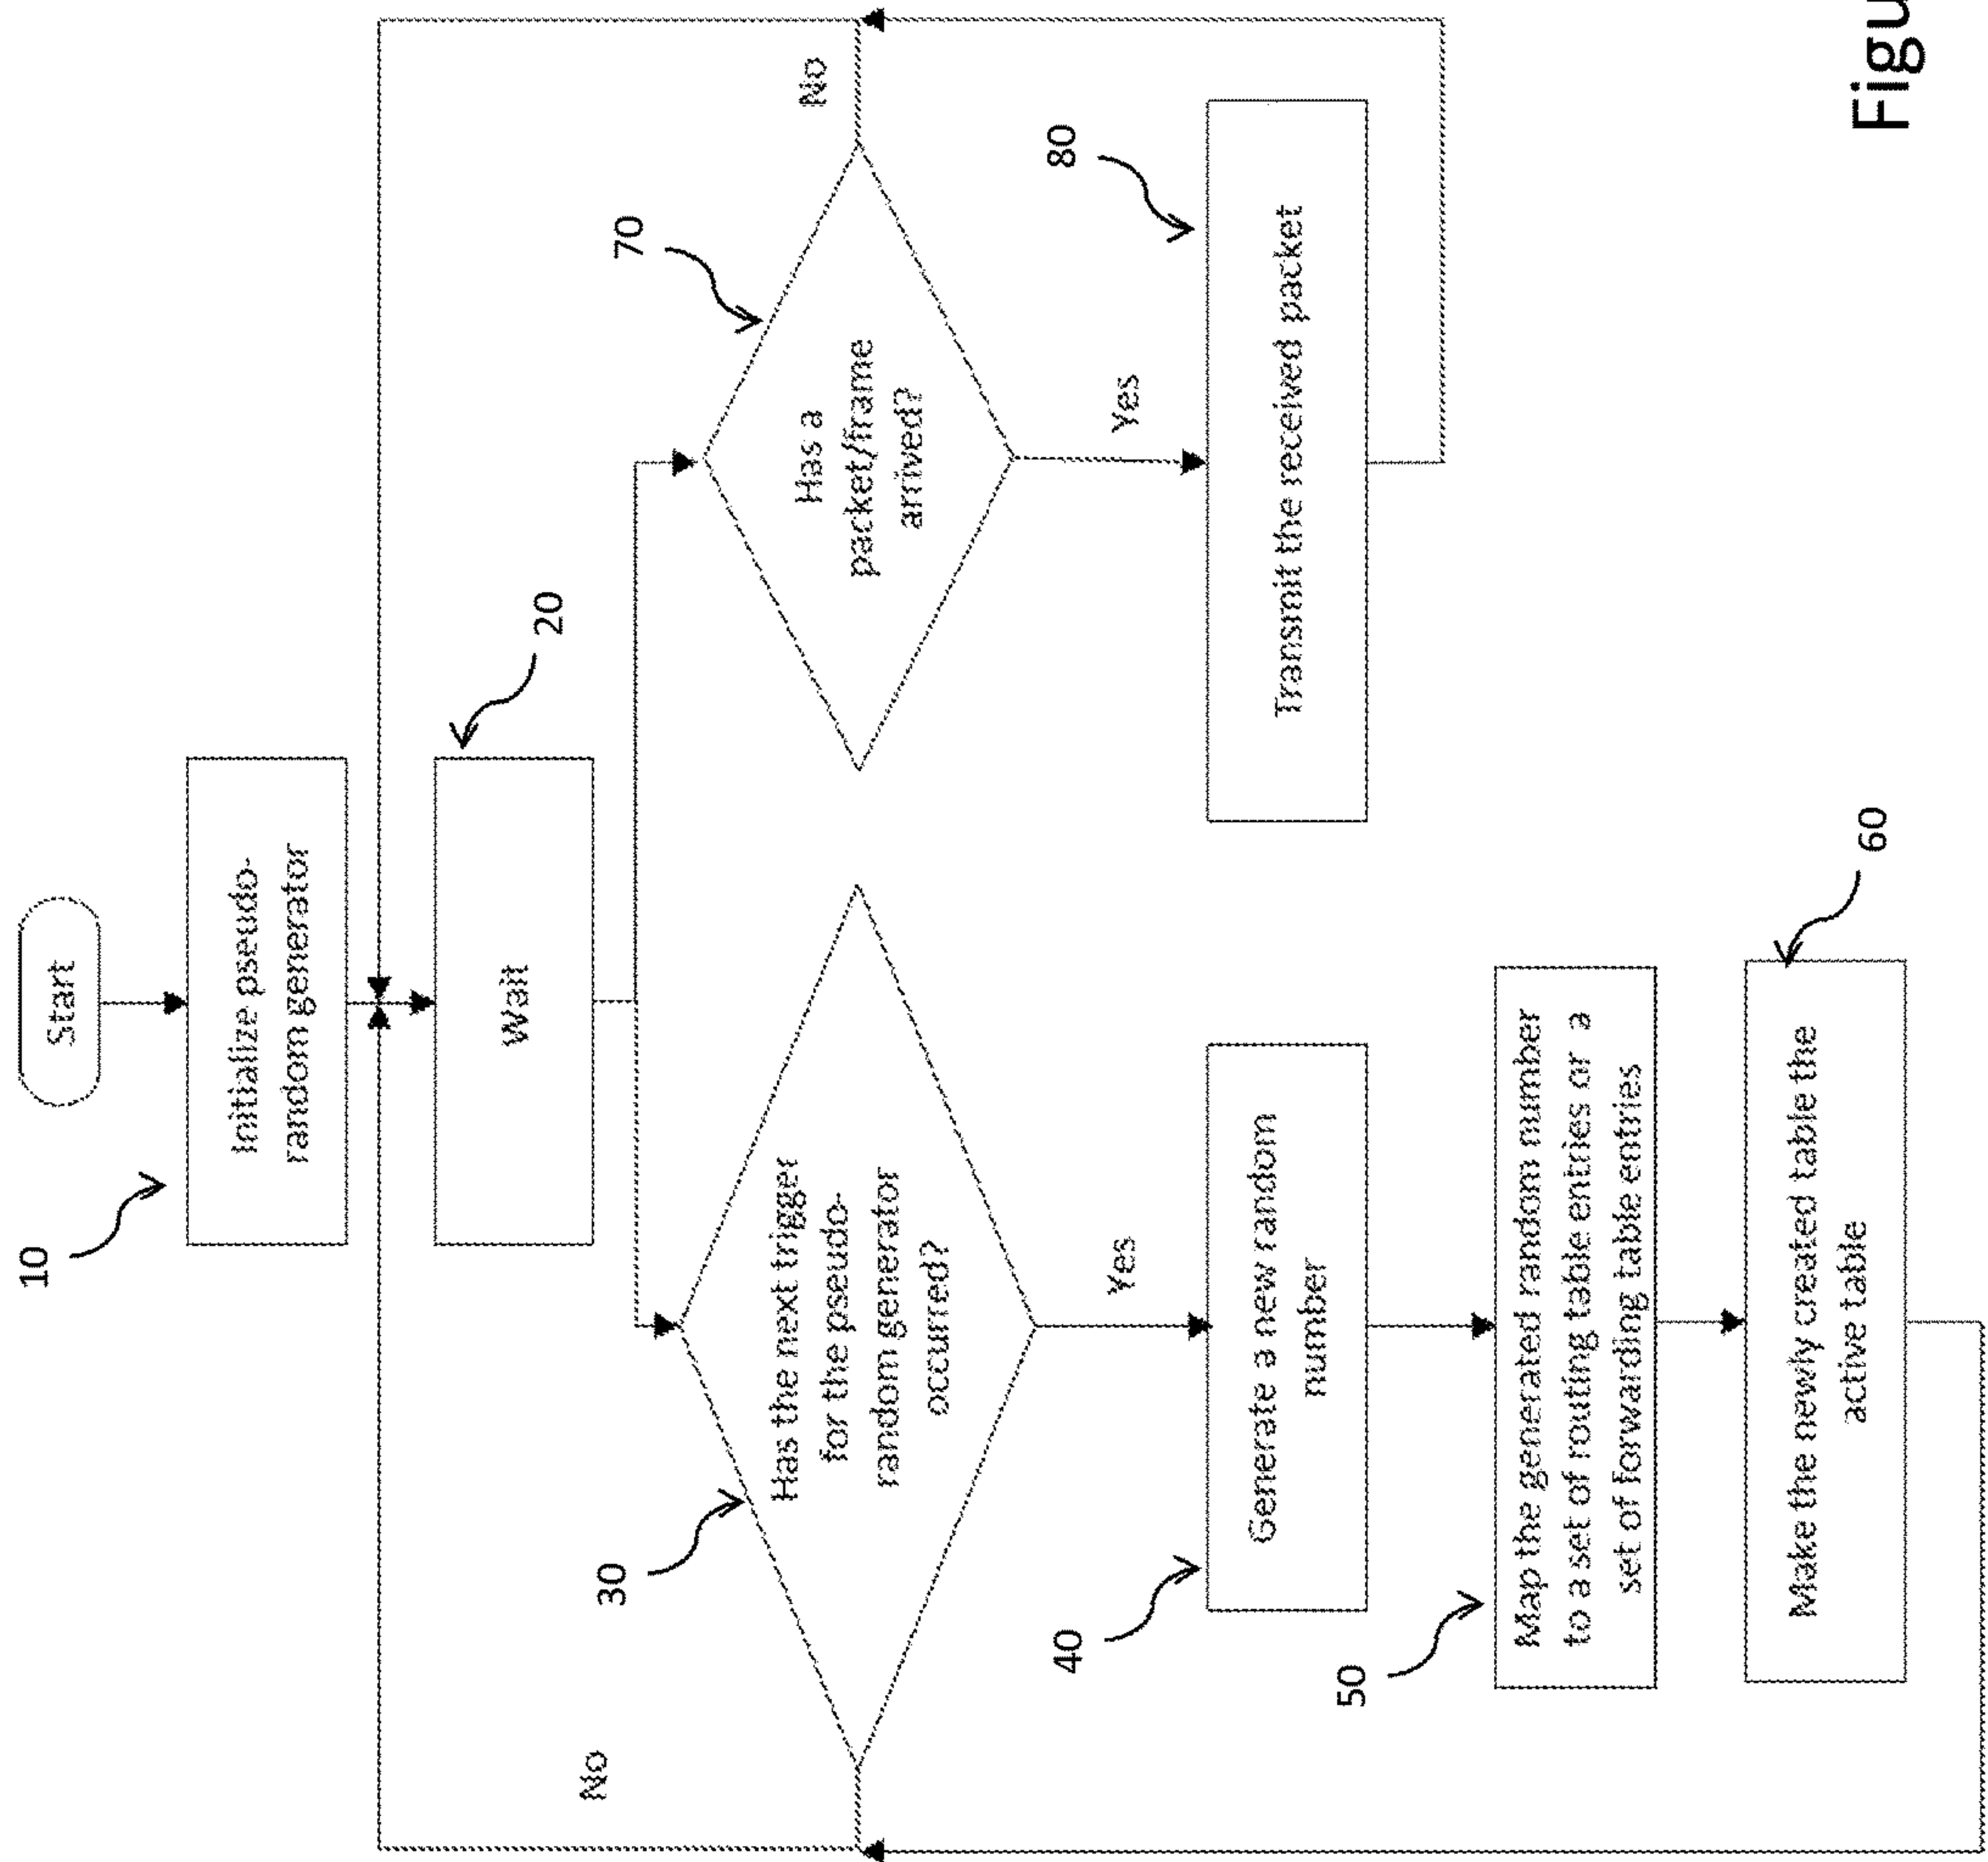 Start
10
Initialize pseudo-
random generator
Wait
20
30
Has the next trigger
for the pseudo-
random generator
occurred?
No
Yes
40
Generate a new random
number
50
Map the generated random number
to a set of routing table entries or a
set of forwarding table entries
60
Make the newly created table the
active table
70
Has a
packet/frame
arrived?
No
Yes
80
Transmit the received packet